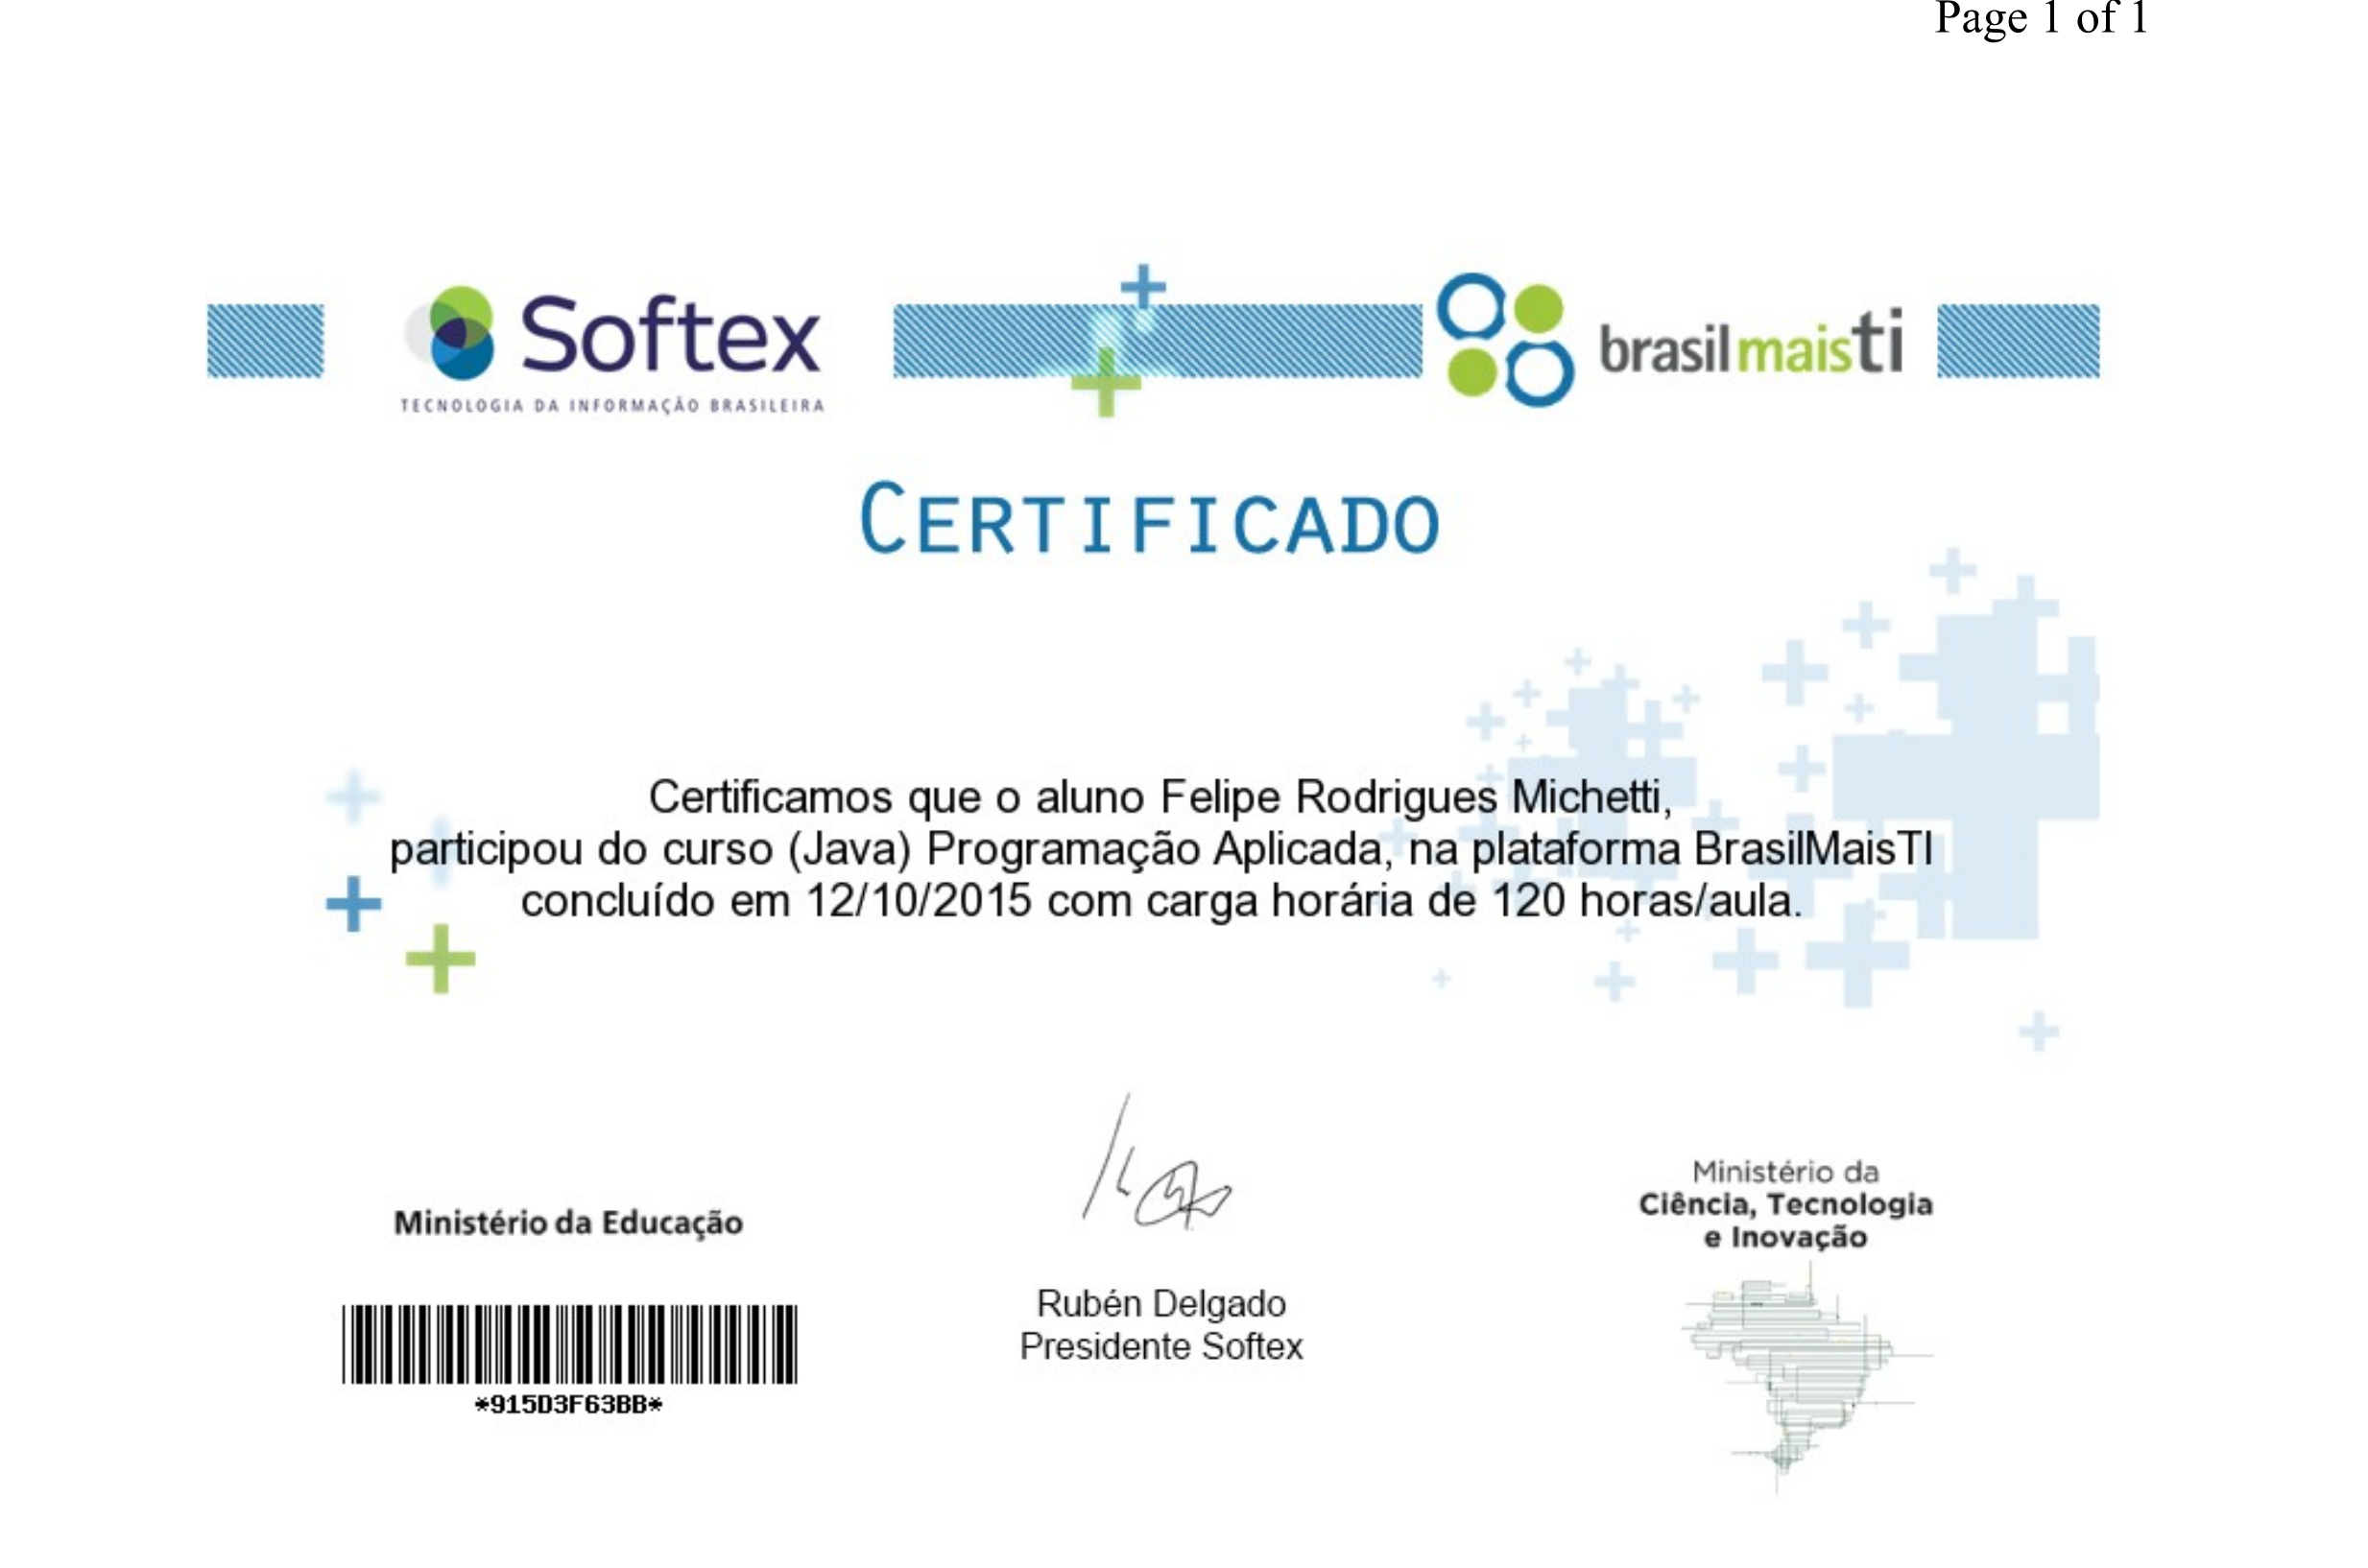 Page 1 of 1
Softex
TECNOLOGIA DA INFORMAÇÃO BRASILEIRA
brasilmaisti
CERTIFICADO
Certificamos que o aluno Felipe Rodrigues Michetti,
participou do curso (Java) Programação Aplicada, na plataforma BrasilMaisTI
concluído em 12/10/2015 com carga horária de 120 horas/aula.
Ministério da Educação
*915D3F63BB*
Rubén Delgado
Presidente Softex
Ministério da
Ciência, Tecnologia
e Inovação